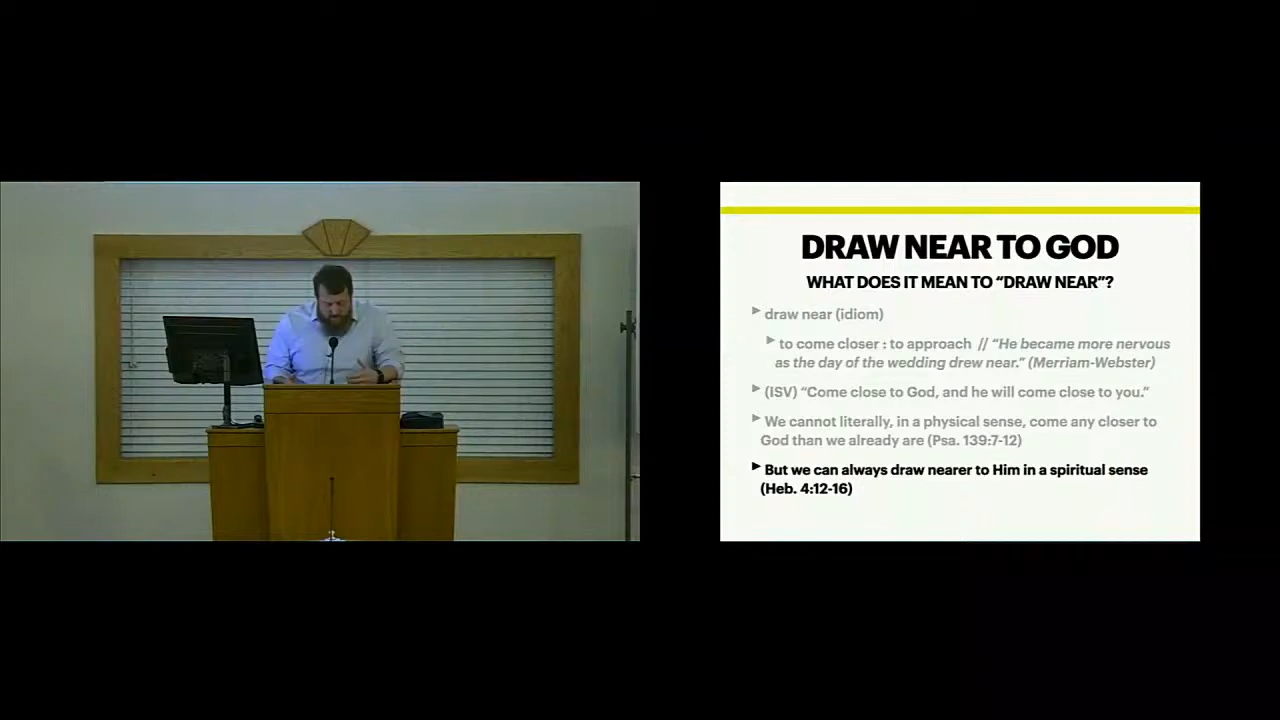 DRAW NEAR TO GOD
WHAT DOES IT MEAN TO “DRAW NEAR”?
draw near (idiom)
to come closer : to approach // “He became more nervous
as the day of the wedding drew near.” (Merriam-Webster)
(ISV) “Come close to God, and he will come close to you.”
We cannot literally, in a physical sense, come any closer to
God than we already are (Psa. 139:7-12)
But we can always draw nearer to Him in a spiritual sense
(Heb. 4:12-16)